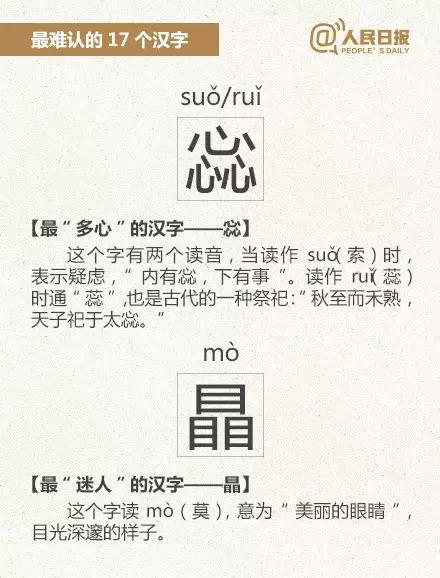 最难认的 17 个汉字
@人民日报
PEOPLE'S DAILY
suǒ/ruǐ
惢
【最“多心”的汉字——惢】
这个字有两个读音，当读作 suǒ（索）时，
表示疑虑，“内有惢，下有事”。读作 ruǐ（蕊）
时通“蕊”，也是古代的一种祭祀：“秋至而禾熟，
天子祀于太惢。”
mò
瞐
【最“迷人”的汉字——瞐】
这个字读 mò（莫），意为“美丽的眼睛”，
目光深邃的样子。